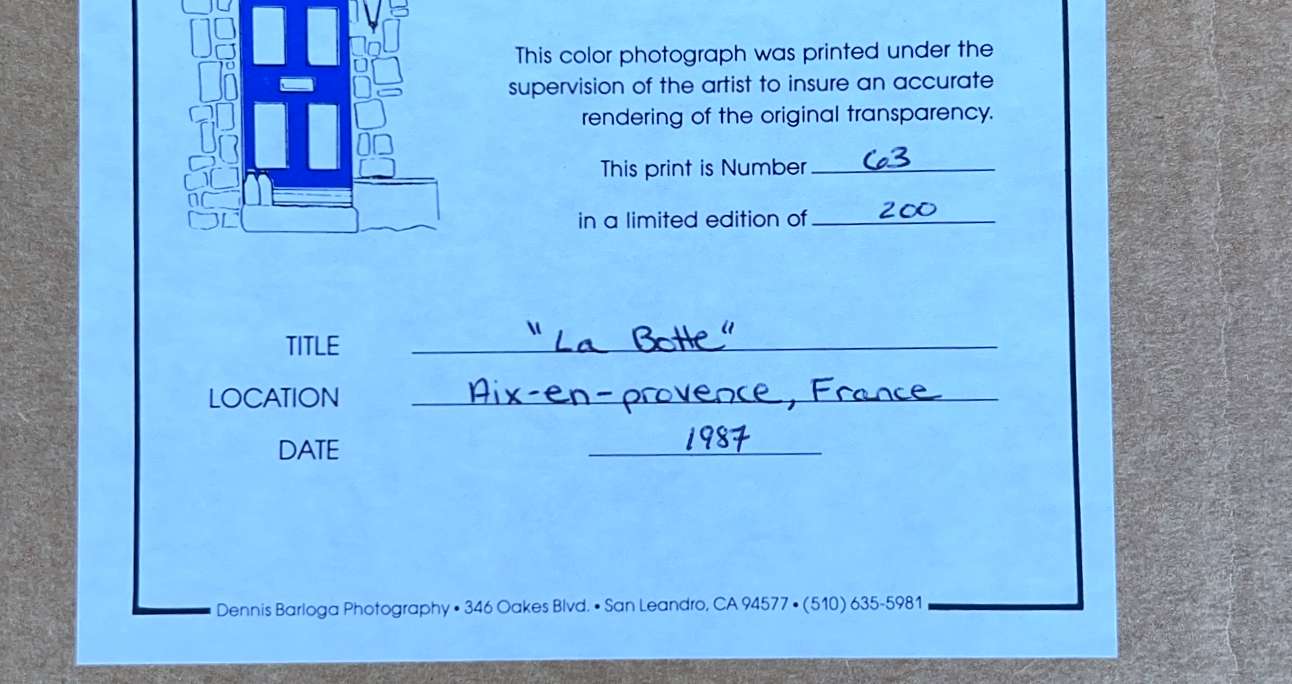 This color photograph was printed under the
supervision of the artist to insure an accurate
rendering of the original transparency.
This print is Number 63
in a limited edition of 200
TITLE "La Botte"
LOCATION Aix-en-provence, France
DATE 1987
Dennis Barloga Photography • 346 Oakes Blvd. • San Leandro, CA 94577 • (510) 635-5981